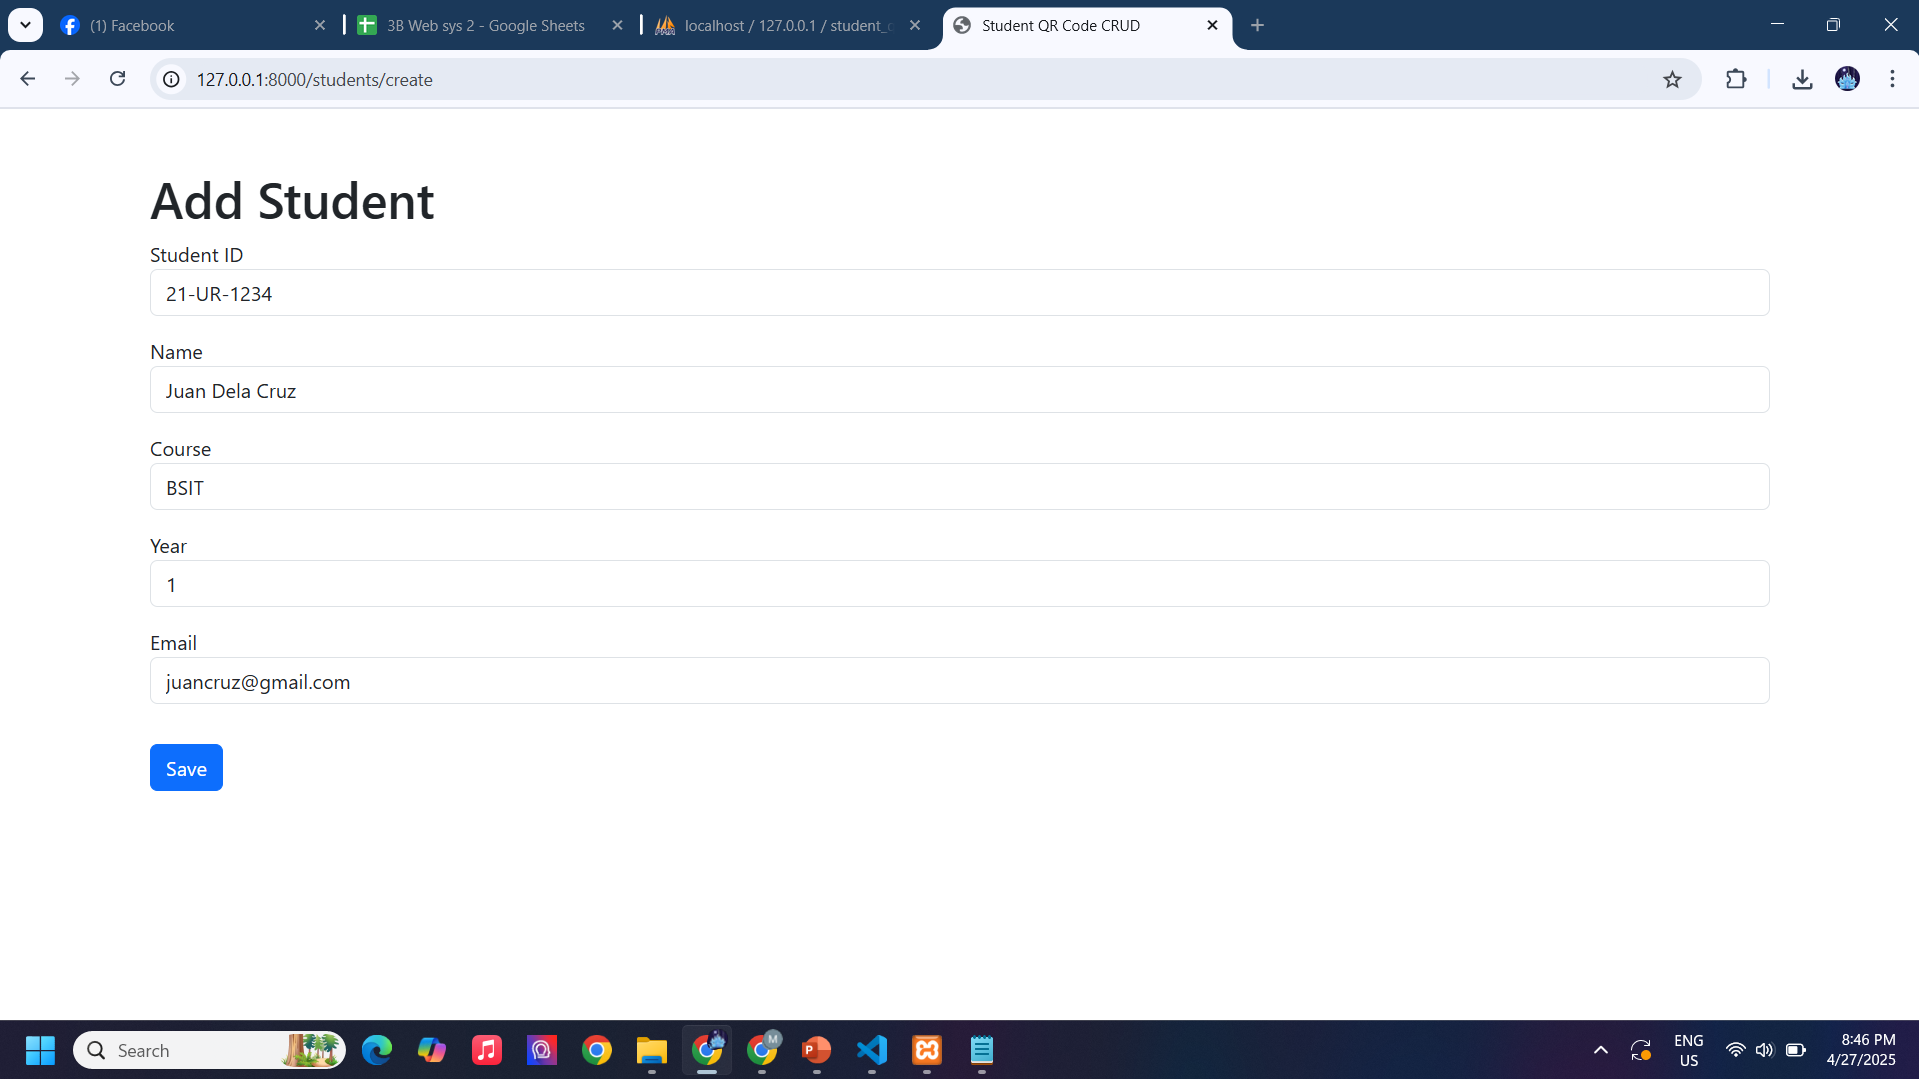 (1) Facebook
3B Web sys 2 - Google Sheets
localhost / 127.0.0.1 / student_
Student QR Code CRUD
127.0.0.1:8000/students/create
Add Student
Student ID
21-UR-1234
Name
Juan Dela Cruz
Course
BSIT
Year
1
Email
juancruz@gmail.com
Save
Search
M
P
ENG
US
8:46 PM
4/27/2025